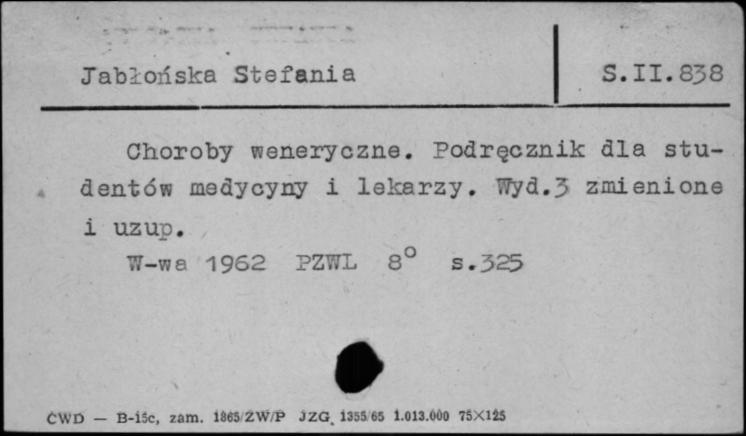 Jabłońska Stefania
S.II.838
Choroby weneryczne. Podręcznik dla stu-
dentów medycyny i lekarzy. Wyd.3 zmienione
i uzup.
W-wa 1962 PZWL 8° s.325
CWD — B-15c, zam. 1865/ZW/P JZG, 1355/65 1.013.000 75X125